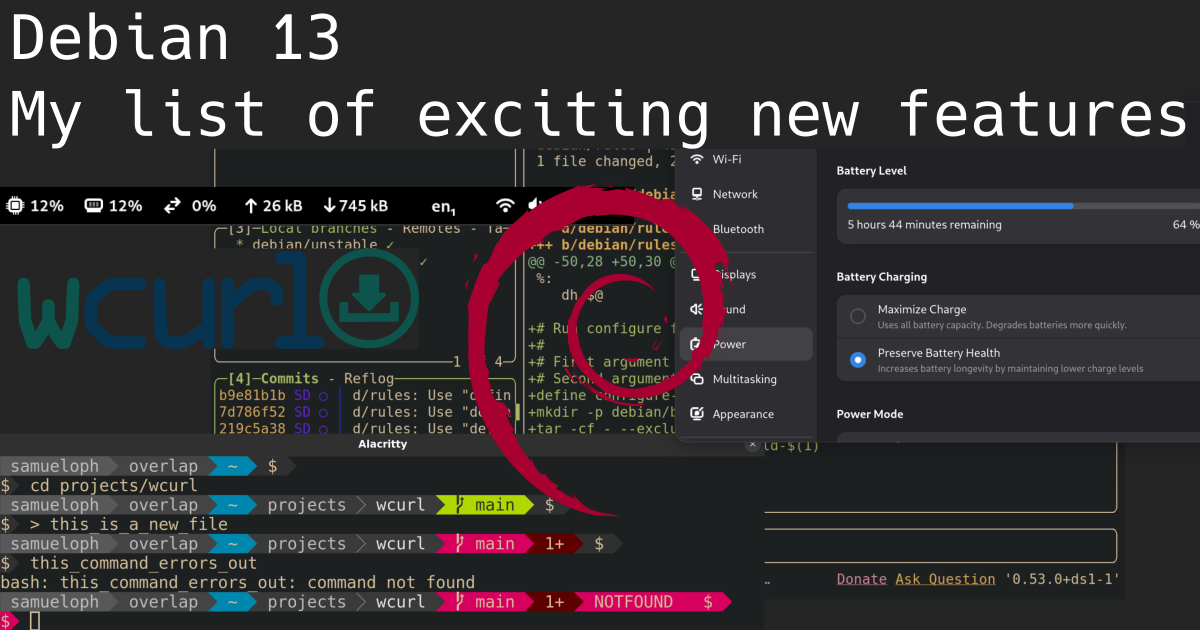 Debian 13
My list of exciting new features
1 file changed, 2
Wi-Fi
Network
Bluetooth
Displays
Sound
Power
Multitasking
Appearance
Battery Level
5 hours 44 minutes remaining
64 %
Battery Charging
Maximize Charge
Uses all battery capacity. Degrades batteries more quickly.
Preserve Battery Health
Increases battery longevity by maintaining lower charge levels
Power Mode
12% 12% 0% 26 kB 745 kB en₁
[3]─Local branches - Remotes - Ta
* debian/unstable ✓
✓
wcurl
1 4
[4]─Commits - Reflog
b9e81b1b SD ○ d/rules: Use "
7d786f52 SD ○ d/rules: Use "
219c5a38 SD ○ d/rules: Use "
+++ b/debian/rules
@@ -50,28 +50,30 @
%:
dh $@
+#
+# First argument
+# Second argument
+define configure-
+mkdir -p debian/b
+tar -cf - --exclu
ld-$(1)
Alacritty
samueloph overlap ~ $
$ cd projects/wcurl
samueloph overlap ~ projects wcurl main $
$ > this_is_a_new_file
samueloph overlap ~ projects wcurl main 1+ $
$ this_command_errors_out
bash: this_command_errors_out: command not found
samueloph overlap ~ projects wcurl main 1+ NOTFOUND $
$
Donate Ask Question '0.53.0+ds1-1'